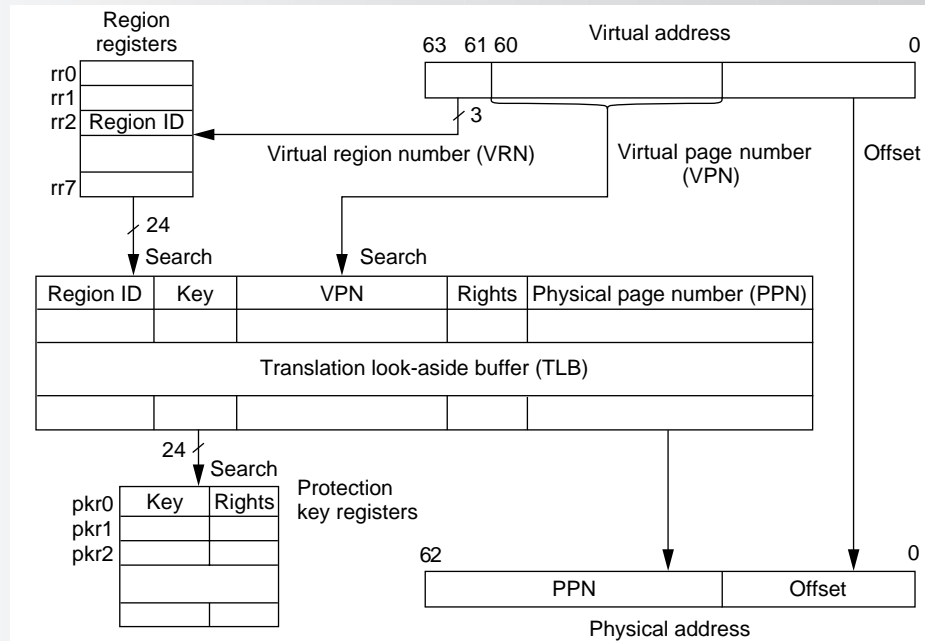 Region
registers
rr0
rr1
rr2 Region ID
rr7
24
Search
Virtual address
63 61 60 0
3
Virtual region number (VRN)
Virtual page number
(VPN)
Offset
Search
Region ID Key VPN Rights Physical page number (PPN)
Translation look-aside buffer (TLB)
24
Search
pkr0 Key Rights
pkr1
pkr2
Protection
key registers
62 0
PPN Offset
Physical address